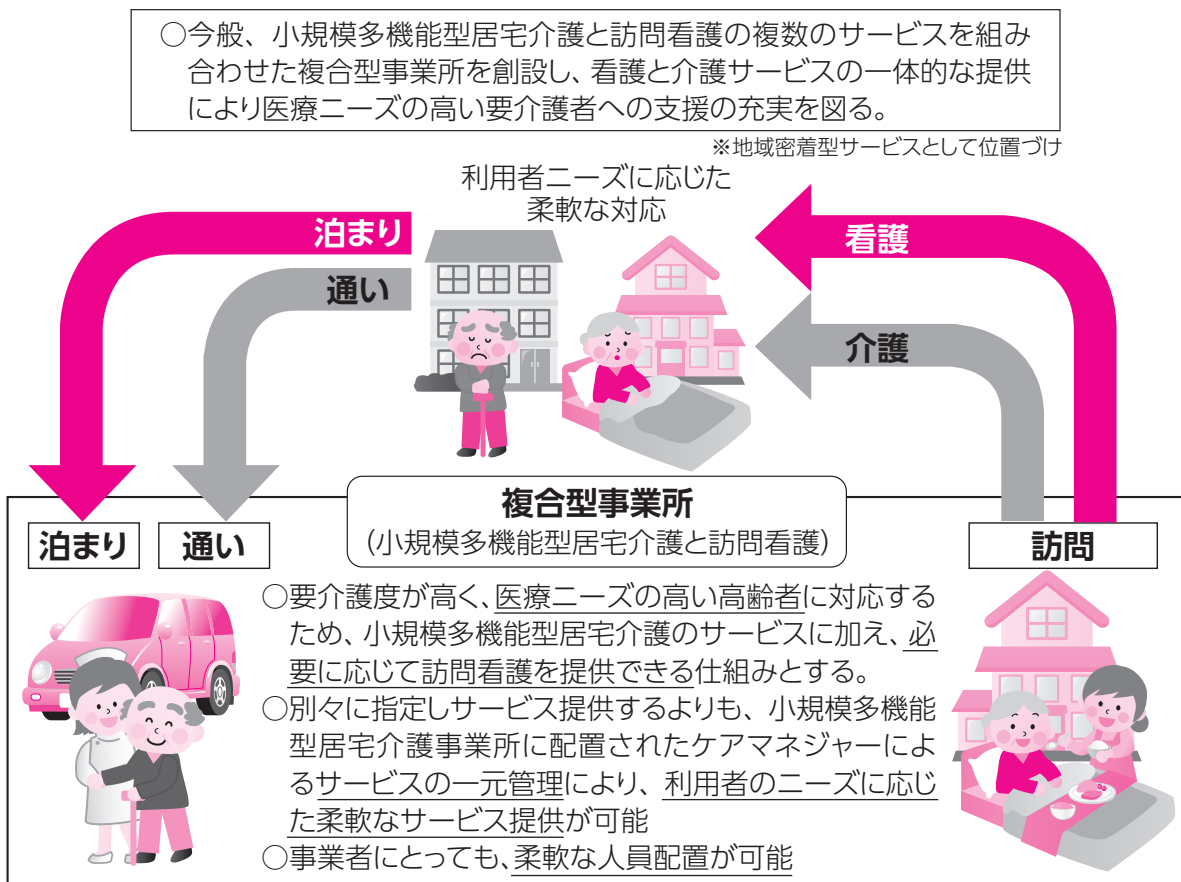 ○今般、小規模多機能型居宅介護と訪問看護の複数のサービスを組み
合わせた複合型事業所を創設し、看護と介護サービスの一体的な提供
により医療ニーズの高い要介護者への支援の充実を図る。
※地域密着型サービスとして位置づけ
利用者ニーズに応じた
柔軟な対応
泊まり
通い
看護
介護
複合型事業所
(小規模多機能型居宅介護と訪問看護)
泊まり
通い
訪問
○要介護度が高く、医療ニーズの高い高齢者に対応する
ため、小規模多機能型居宅介護のサービスに加え、必
要に応じて訪問看護を提供できる仕組みとする。
○別々に指定しサービス提供するよりも、小規模多機能
型居宅介護事業所に配置されたケアマネジャーによ
るサービスの一元管理により、利用者のニーズに応じ
た柔軟なサービス提供が可能
○事業者にとっても、柔軟な人員配置が可能